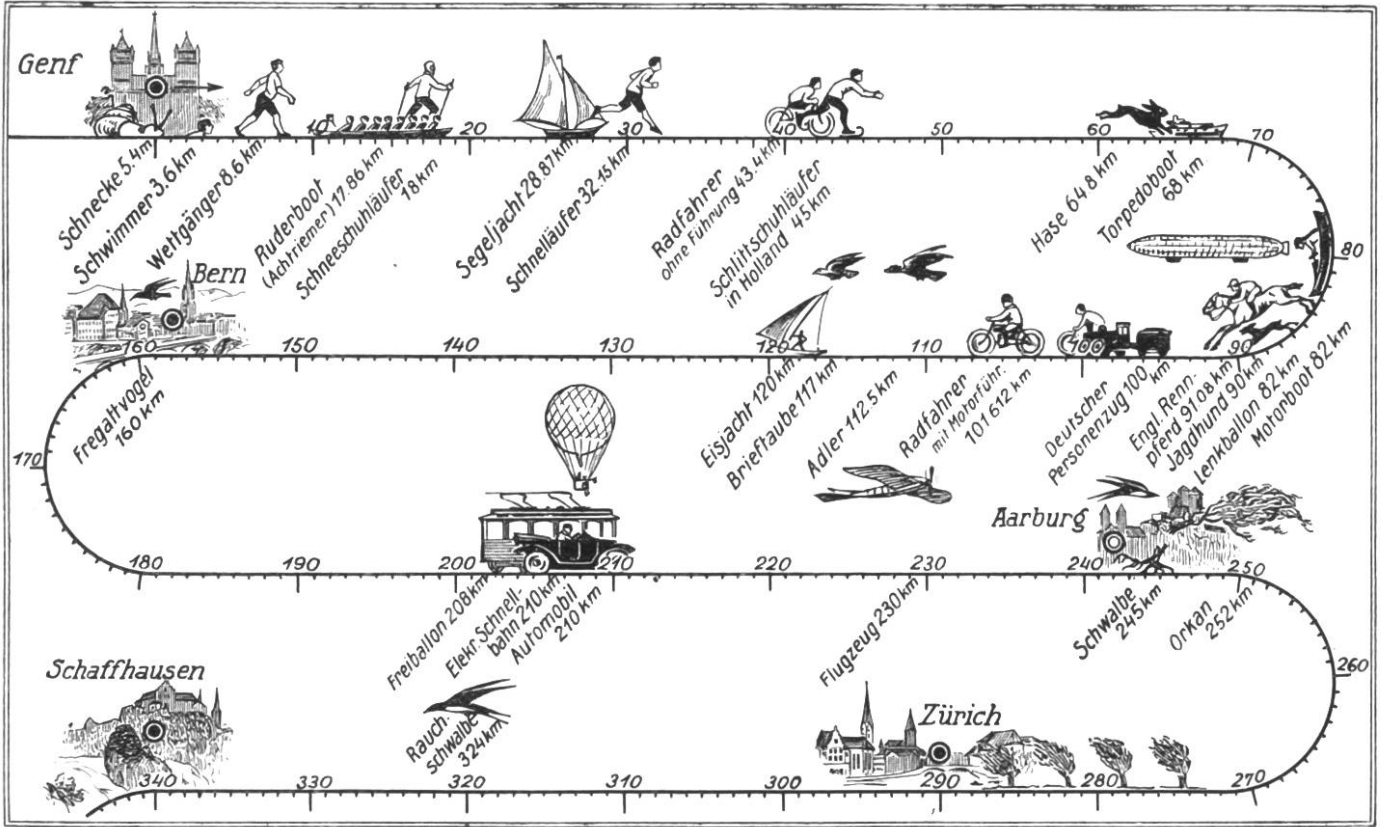 Genf
10
20
30
40
50
60
70
Schnecke 5.4m
Schwimmer 3.6 km
Wettgänger 8.6 km
Ruderboot
(Achtriemer) 17.86 km
Schneeschuhläufer
18 km
Segeljacht 28.87 km
Schnelläufer 32.15 km
Radfahrer
ohne Führung 43.4 km
Schlittschuhläufer
in Holland 45 km
Hase 64 8 km
Torpedoboot
68 km
80
Bern
160
150
140
130
120
110
100
90
Fregattvogel
160 km
Eisjacht 120 km
Brieftaube 117 km
Adler 112.5 km
Radfahrer
mit Motorführ.
101 612 km
Deutscher
Personenzug 100
km
Engl. Renn-
pferd 91 08 km
Jagdhund 90 km
Lenkballon 82 km
Motorboot 82 km
170
Aarburg
180
190
200
210
220
230
240
250
Freiballon 208 km
Elekr. Schnell-
bahn 210 km
Automobil
210 km
Flugzeug 230 km
Schwalbe
245 km
Orkan
252 km
260
Schaffhausen
Rauch-
schwalbe
324 km
Zürich
340
330
320
310
300
290
280
270